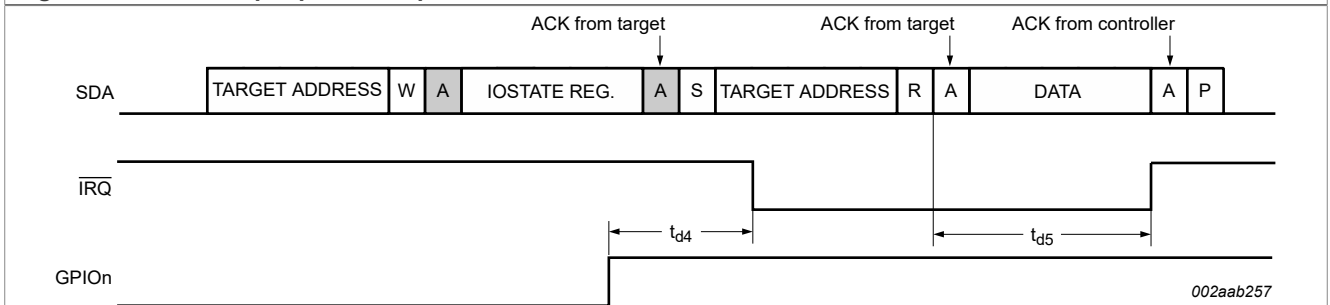 ACK from target ACK from target ACK from controller
SDA TARGET ADDRESS W A IOSTATE REG. A S TARGET ADDRESS R A DATA A P
IRQ
td4 td5
GPIOn
002aab257